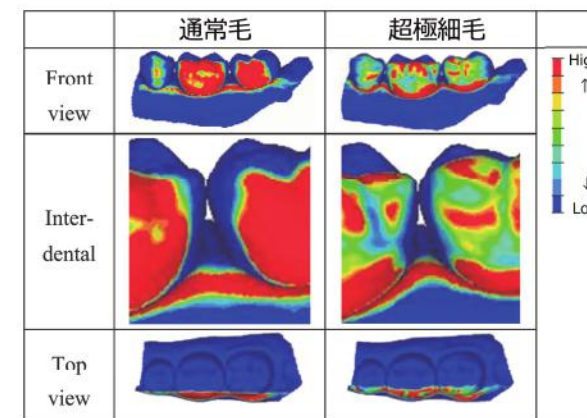 通常毛
超極細毛
Front
view
High
Inter-
dental
Top
view